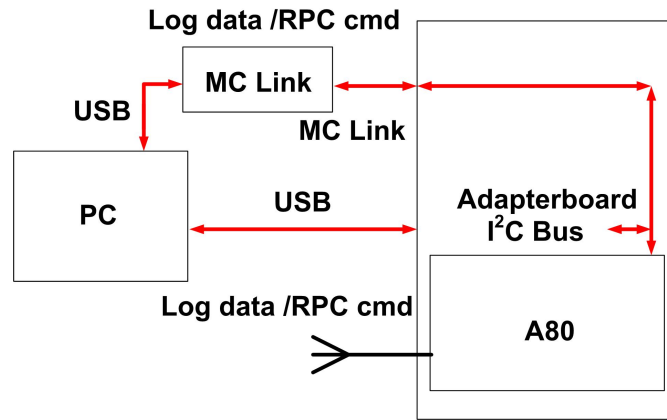 Log data /RPC cmd
MC Link
USB
MC Link
PC
USB
Adapterboard
I²C Bus
Log data /RPC cmd
A80